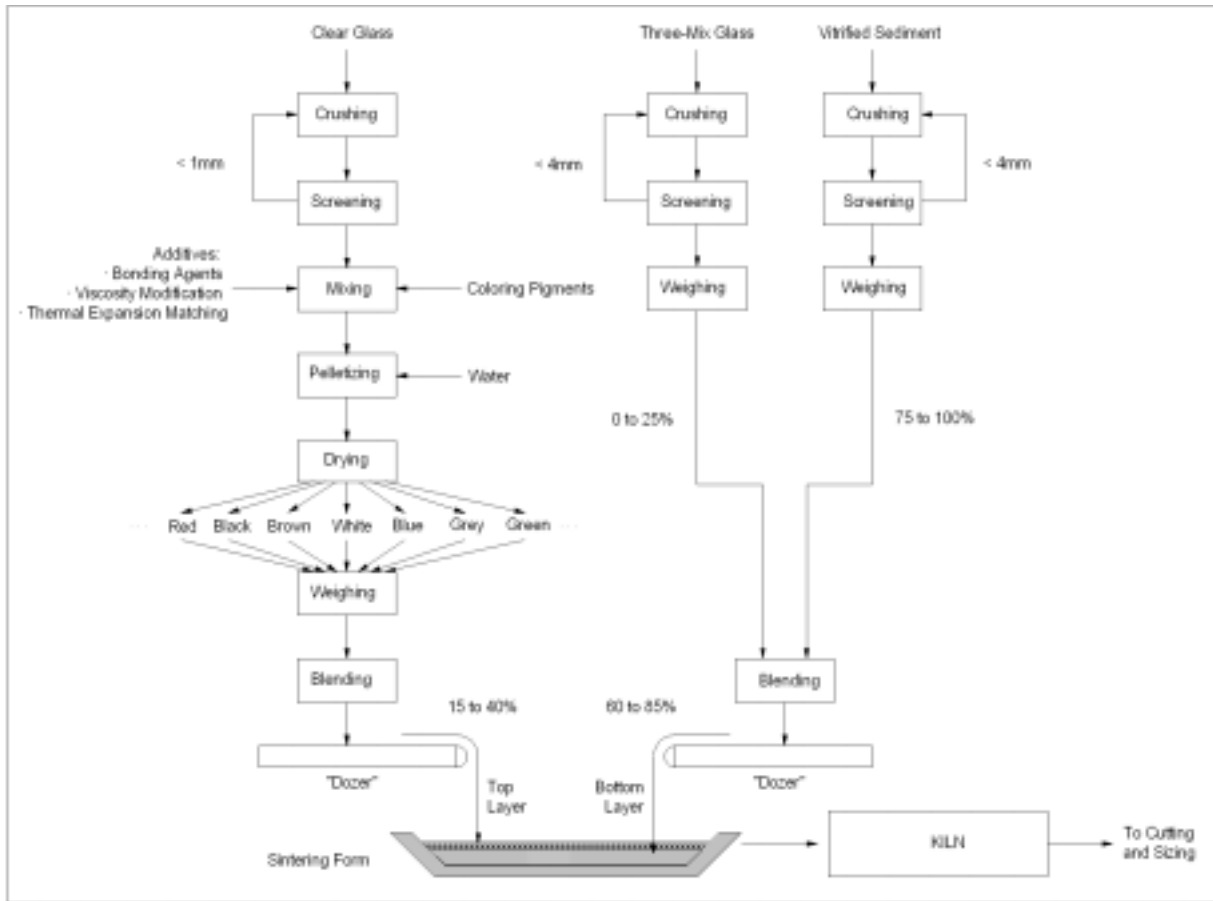 Clear Glass
Three-Mix Glass
Vitrified Sediment
Crushing
Crushing
Crushing
< 1mm
< 4mm
< 4mm
Screening
Screening
Screening
Additives:
· Bonding Agents
· Viscosity Modification
· Thermal Expansion Matching
Mixing
Coloring Pigments
Weighing
Weighing
Pelletizing
Water
0 to 25%
75 to 100%
Drying
· · · Red Black Brown White Blue Grey Green · · ·
Weighing
Blending
Blending
15 to 40%
60 to 85%
"Dozer"
"Dozer"
Top
Layer
Bottom
Layer
Sintering Form
KILN
To Cutting
and Sizing